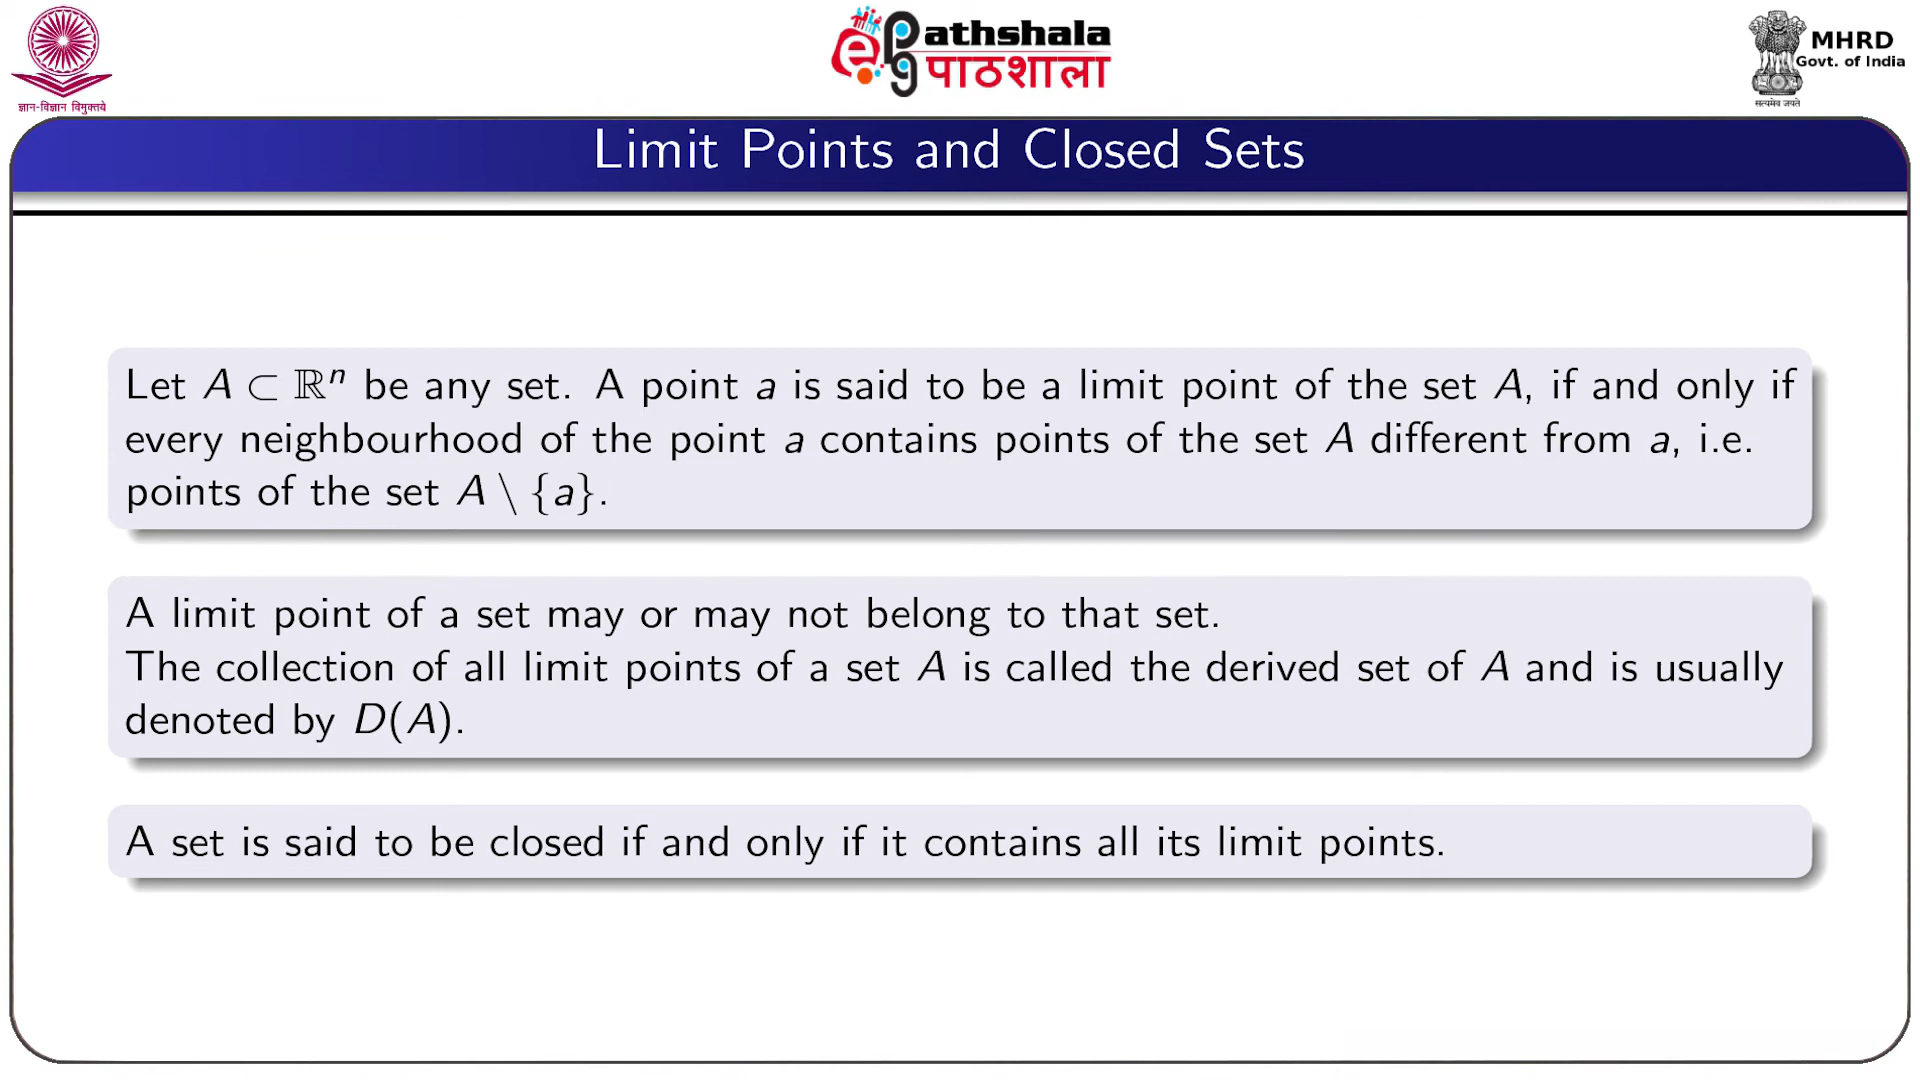 ज्ञान-विज्ञान विमुक्तये
ePG Pathshala
पाठशाला
MHRD
Govt. of India
सत्यमेव जयते
Limit Points and Closed Sets
Let A ⊂ ℝⁿ be any set. A point a is said to be a limit point of the set A, if and only if
every neighbourhood of the point a contains points of the set A different from a, i.e.
points of the set A \ {a}.
A limit point of a set may or may not belong to that set.
The collection of all limit points of a set A is called the derived set of A and is usually
denoted by D(A).
A set is said to be closed if and only if it contains all its limit points.